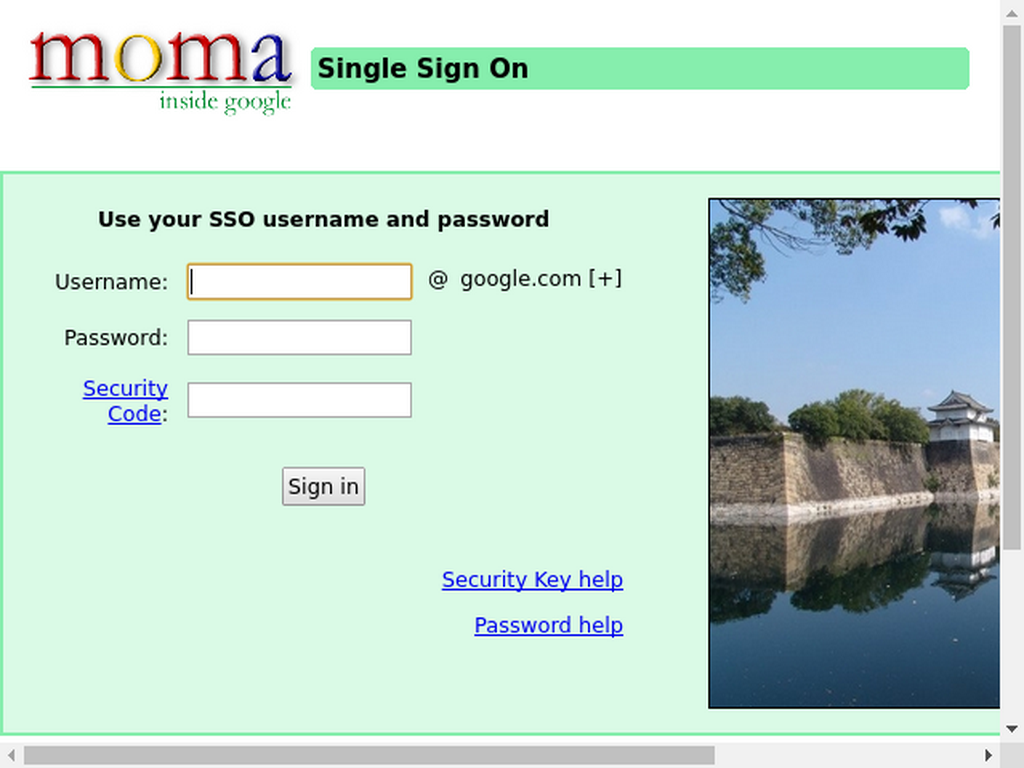 moma
inside google
Single Sign On
Use your SSO username and password
Username:
@ google.com [+]
Password:
Security
Code:
Sign in
Security Key help
Password help